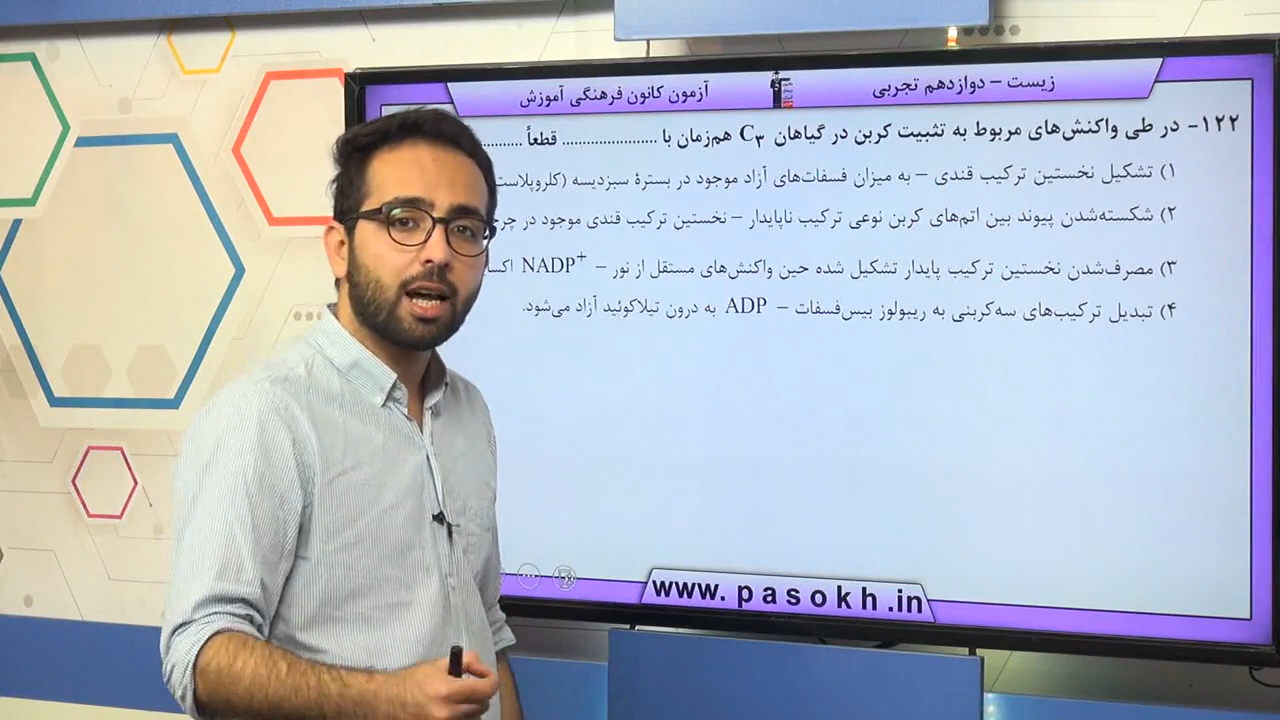 زیست – دوازدهم تجربی
آزمون کانون فرهنگی آموزش
۱۲۲- در طی واکنش‌های مربوط به تثبیت کربن در گیاهان C۳ هم‌زمان با ........................ قطعاً ............
۱) تشکیل نخستین ترکیب قندی – به میزان فسفات‌های آزاد موجود در بسترهٔ سبزدیسه (کلروپلاست
۲) شکسته‌شدن پیوند بین اتم‌های کربن نوعی ترکیب ناپایدار – نخستین ترکیب قندی موجود در
۳) مصرف‌شدن نخستین ترکیب پایدار تشکیل شده حین واکنش‌های مستقل از نور – NADP+
۴) تبدیل ترکیب‌های سه‌کربنی به ریبولوز بیس‌فسفات – ADP به درون تیلاکوئید آزاد می‌شود.
www.pasokh.in